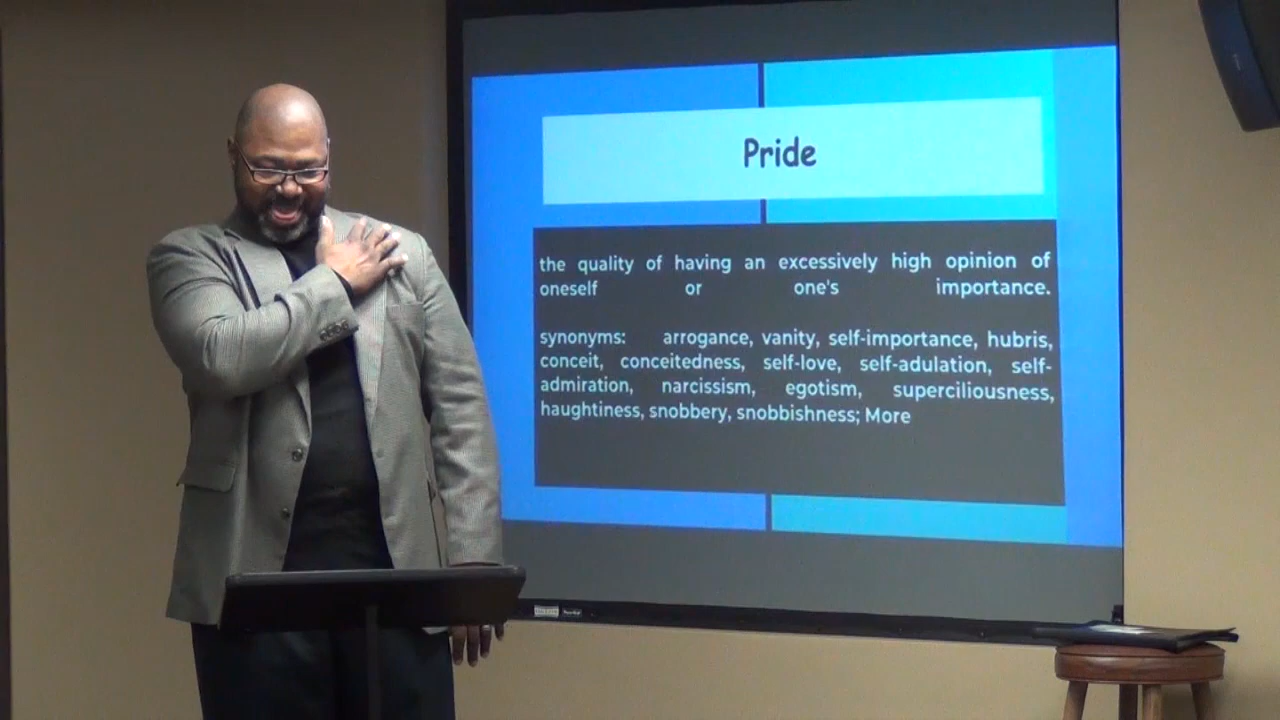 Pride
the quality of having an excessively high opinion of
oneself or one's importance.
synonyms: arrogance, vanity, self-importance, hubris,
conceit, conceitedness, self-love, self-adulation, self-
admiration, narcissism, egotism, superciliousness,
haughtiness, snobbery, snobbishness; More